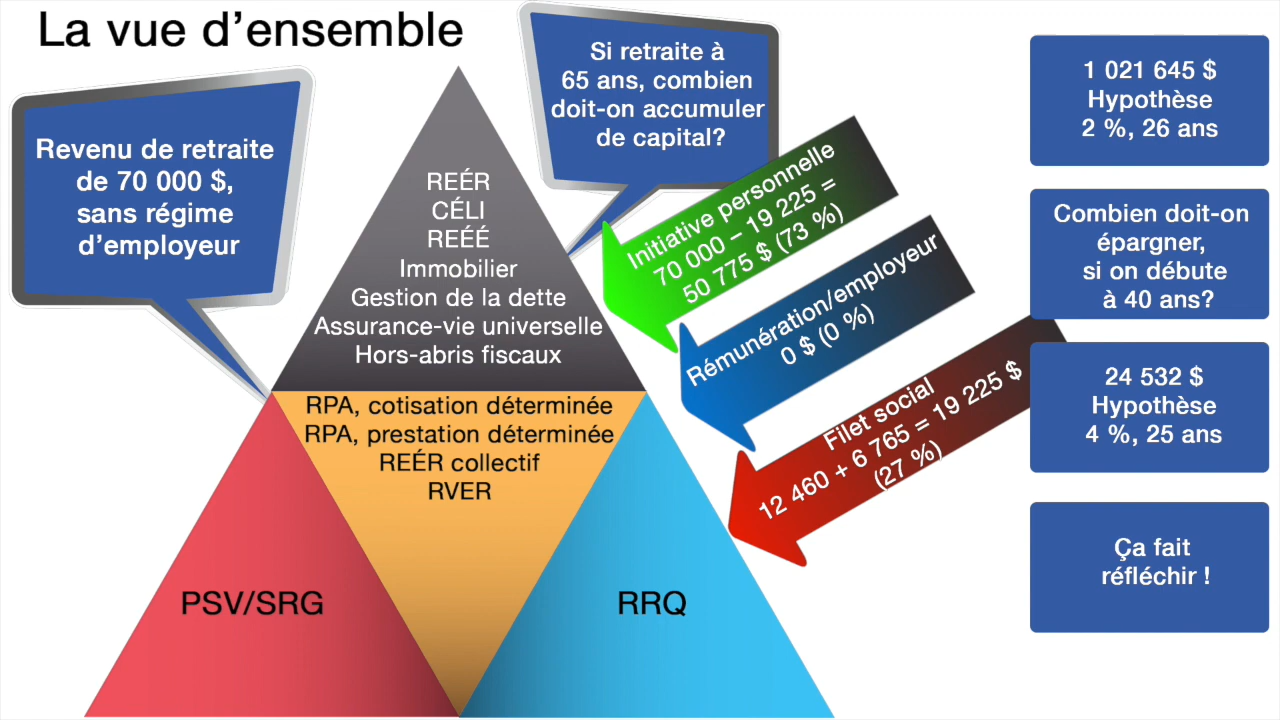 La vue d’ensemble
Revenu de retraite
de 70 000 $,
sans régime
d’employeur
Si retraite à
65 ans, combien
doit-on accumuler
de capital?
REÉR
CÉLI
REÉÉ
Immobilier
Gestion de la dette
Assurance-vie universelle
Hors-abris fiscaux
RPA, cotisation déterminée
RPA, prestation déterminée
REÉR collectif
RVER
PSV/SRG
RRQ
Initiative personnelle
70 000 – 19 225 =
50 775 $ (73 %)
Rémunération/employeur
0 $ (0 %)
Filet social
12 460 + 6 765 = 19 225 $
(27 %)
1 021 645 $
Hypothèse
2 %, 26 ans
Combien doit-on
épargner,
si on débute
à 40 ans?
24 532 $
Hypothèse
4 %, 25 ans
Ça fait
réfléchir !